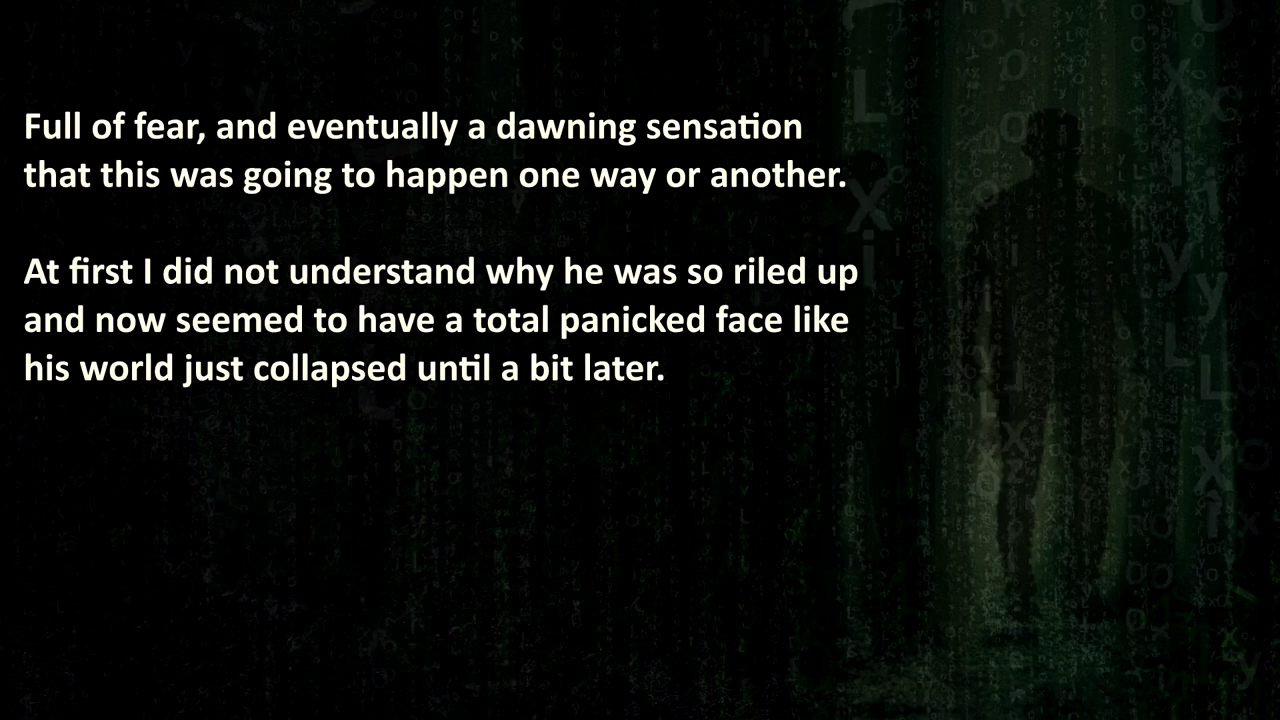 Full of fear, and eventually a dawning sensation
that this was going to happen one way or another.
At first I did not understand why he was so riled up
and now seemed to have a total panicked face like
his world just collapsed until a bit later.